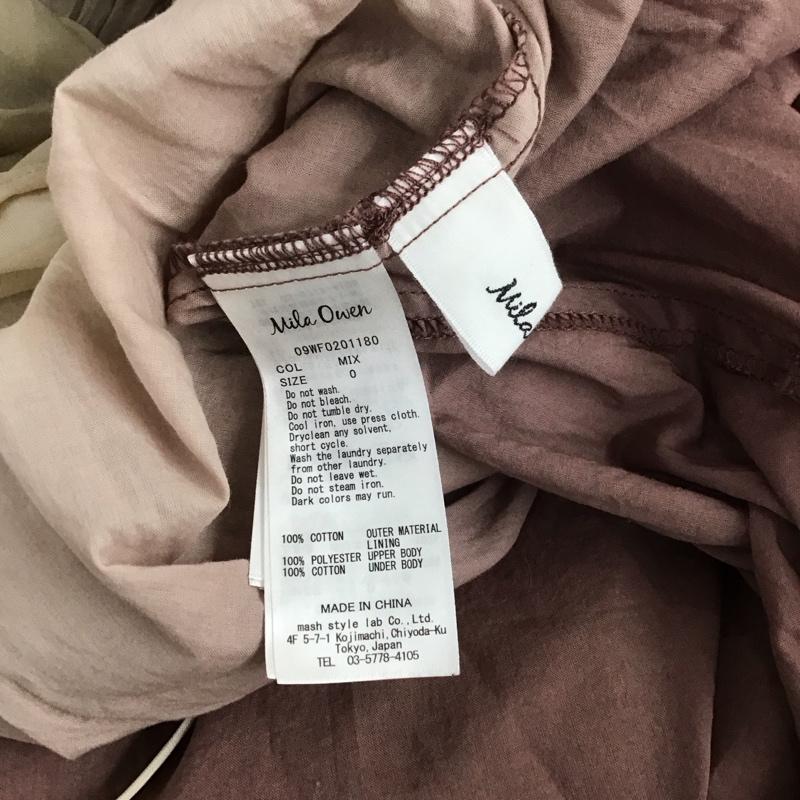 Mila Owen
09WF0201180
COL MIX
SIZE 0
Do not wash.
Do not bleach.
Do not tumble dry.
Cool iron, use press cloth.
Dryclean any solvent,
short cycle.
Wash the laundry separately
from other laundry.
Do not leave wet.
Do not steam iron.
Dark colors may run.
100% COTTON OUTER MATERIAL
LINING
100% POLYESTER UPPER BODY
100% COTTON UNDER BODY
MADE IN CHINA
mash style lab Co.,Ltd.
4F 5-7-1 Kojimachi,Chiyoda-Ku
Tokyo,Japan
TEL 03-5778-4105
Mila